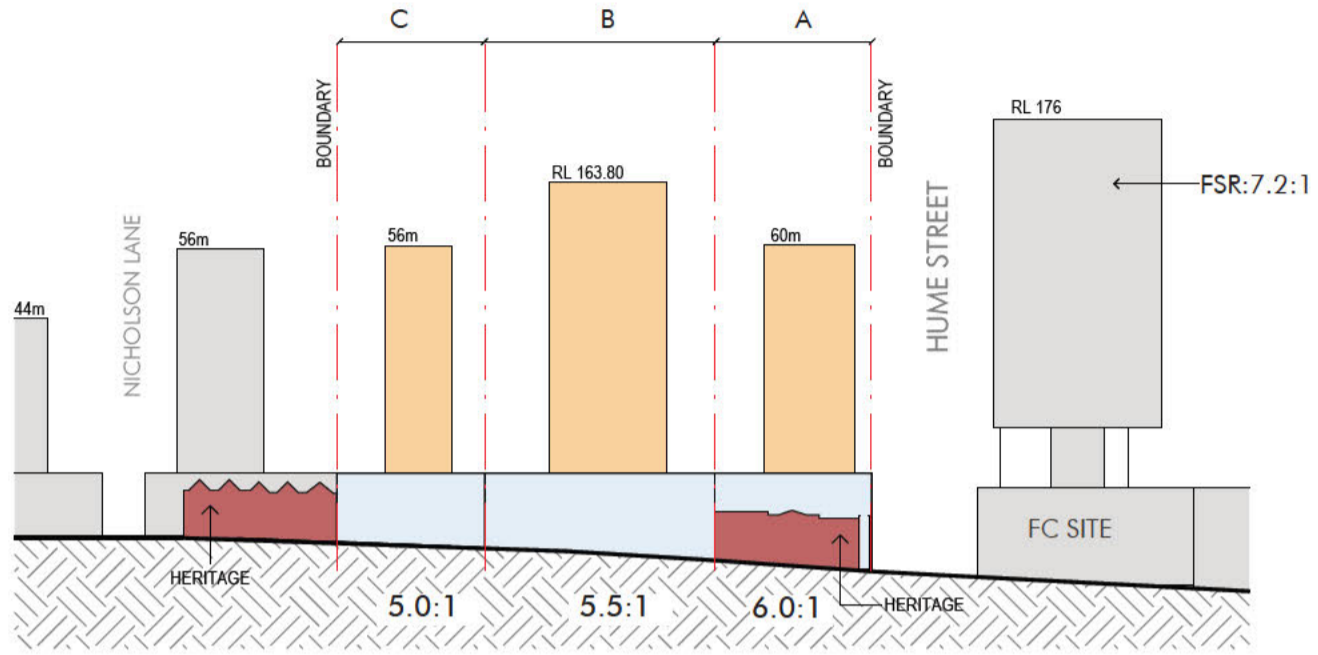 C
B
A
BOUNDARY
BOUNDARY
RL 176
RL 163.80
FSR:7.2:1
NICHOLSON LANE
HUME STREET
56m
56m
60m
44m
FC SITE
HERITAGE
HERITAGE
5.0:1
5.5:1
6.0:1